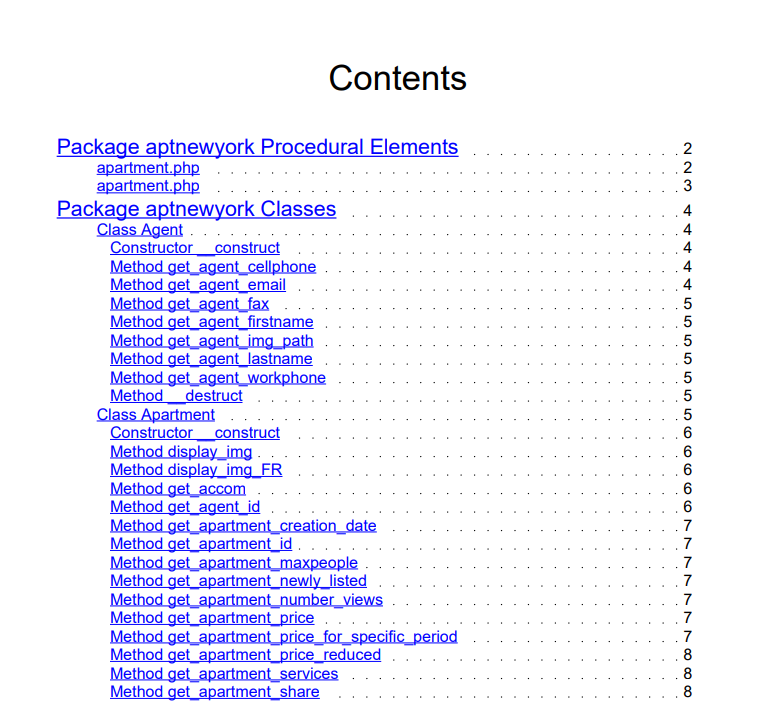 Contents
Package aptnewyork Procedural Elements . . . . . . . . . . . . . . . . 2
apartment.php . . . . . . . . . . . . . . . . . . . . . . . . . . . . . . . . . . . 2
apartment.php . . . . . . . . . . . . . . . . . . . . . . . . . . . . . . . . . . . 3
Package aptnewyork Classes . . . . . . . . . . . . . . . . . . . . . . . . . 4
Class Agent . . . . . . . . . . . . . . . . . . . . . . . . . . . . . . . . . . . . . 4
Constructor __construct . . . . . . . . . . . . . . . . . . . . . . . . . . . . . 4
Method get_agent_cellphone . . . . . . . . . . . . . . . . . . . . . . . . . . . 4
Method get_agent_email . . . . . . . . . . . . . . . . . . . . . . . . . . . . . 4
Method get_agent_fax . . . . . . . . . . . . . . . . . . . . . . . . . . . . . . 5
Method get_agent_firstname . . . . . . . . . . . . . . . . . . . . . . . . . . . 5
Method get_agent_img_path . . . . . . . . . . . . . . . . . . . . . . . . . . . 5
Method get_agent_lastname . . . . . . . . . . . . . . . . . . . . . . . . . . . 5
Method get_agent_workphone . . . . . . . . . . . . . . . . . . . . . . . . . . 5
Method __destruct . . . . . . . . . . . . . . . . . . . . . . . . . . . . . . . . 5
Class Apartment . . . . . . . . . . . . . . . . . . . . . . . . . . . . . . . . . . 5
Constructor __construct . . . . . . . . . . . . . . . . . . . . . . . . . . . . . 6
Method display_img . . . . . . . . . . . . . . . . . . . . . . . . . . . . . . . . 6
Method display_img_FR . . . . . . . . . . . . . . . . . . . . . . . . . . . . . 6
Method get_accom . . . . . . . . . . . . . . . . . . . . . . . . . . . . . . . . 6
Method get_agent_id . . . . . . . . . . . . . . . . . . . . . . . . . . . . . . . 6
Method get_apartment_creation_date . . . . . . . . . . . . . . . . . . . . . . 7
Method get_apartment_id . . . . . . . . . . . . . . . . . . . . . . . . . . . . . 7
Method get_apartment_maxpeople . . . . . . . . . . . . . . . . . . . . . . . . 7
Method get_apartment_newly_listed . . . . . . . . . . . . . . . . . . . . . . . 7
Method get_apartment_number_views . . . . . . . . . . . . . . . . . . . . . . 7
Method get_apartment_price . . . . . . . . . . . . . . . . . . . . . . . . . . . 7
Method get_apartment_price_for_specific_period . . . . . . . . . . . . . . . . 7
Method get_apartment_price_reduced . . . . . . . . . . . . . . . . . . . . . . 8
Method get_apartment_services . . . . . . . . . . . . . . . . . . . . . . . . . 8
Method get_apartment_share . . . . . . . . . . . . . . . . . . . . . . . . . . 8